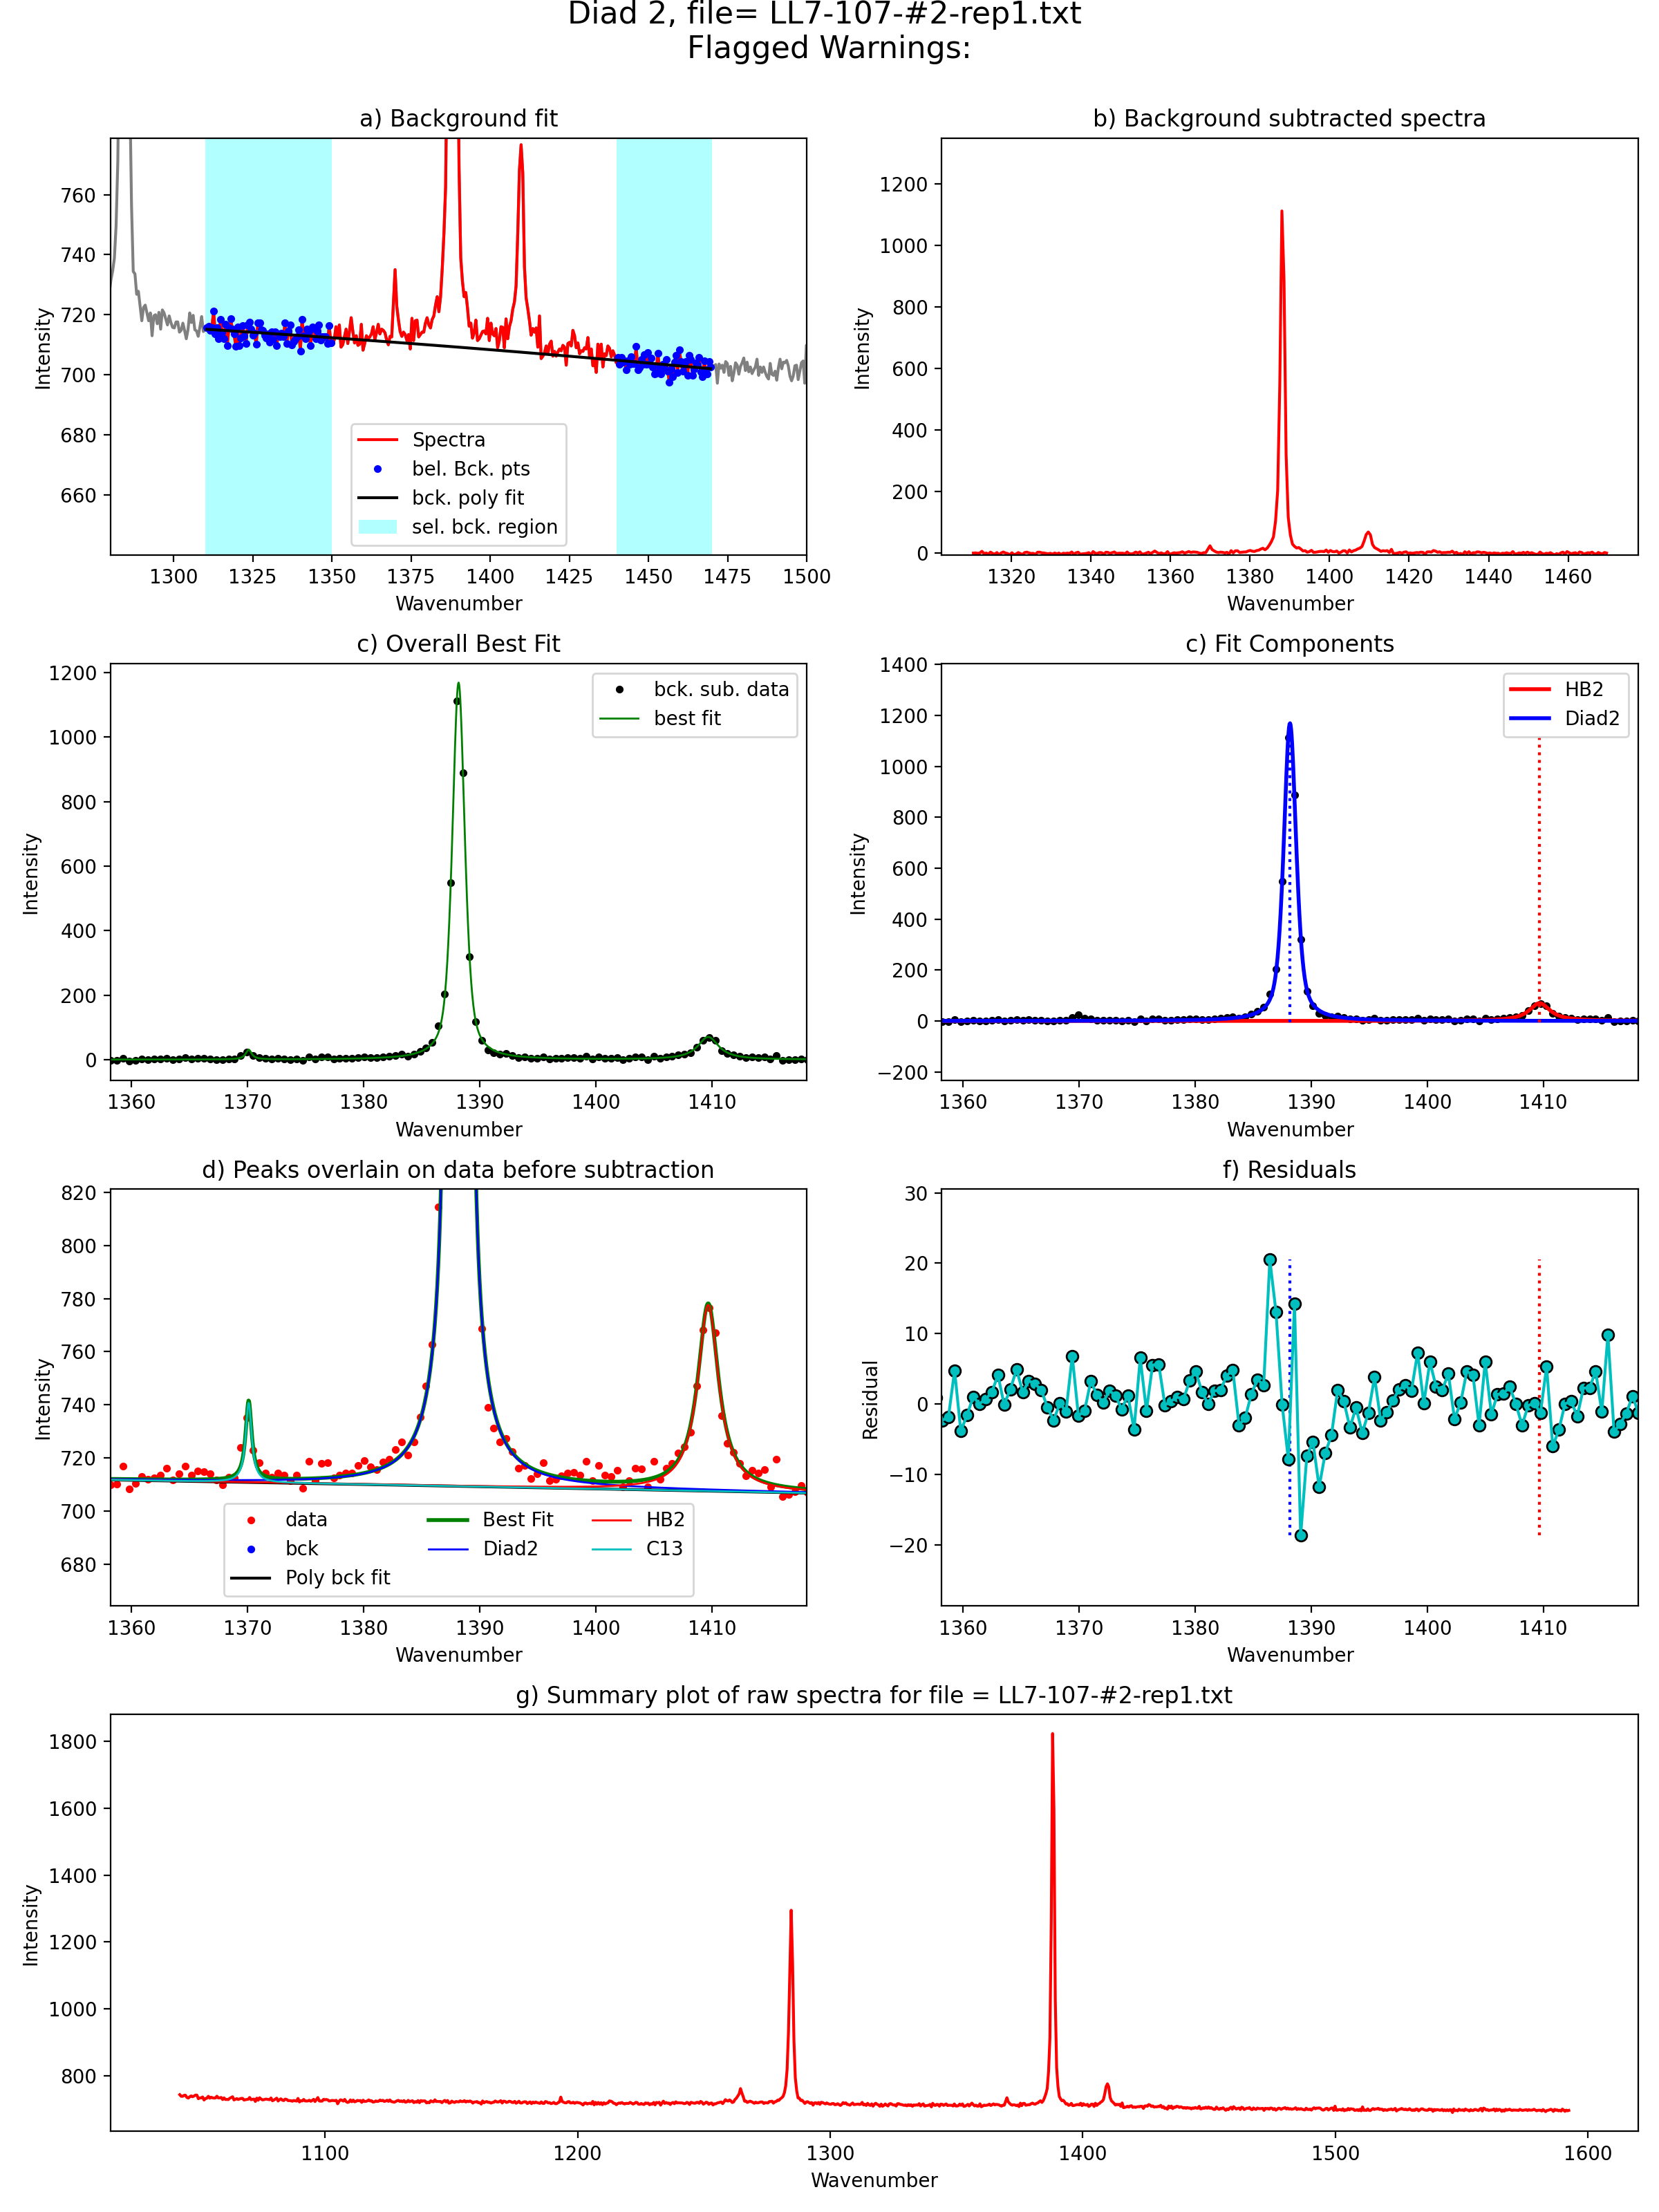 Diad 2, file= LL7-107-#2-rep1.txt
Flagged Warnings:
a) Background fit
760
740
720
700
680
660
Intensity
Spectra
bel. Bck. pts
bck. poly fit
sel. bck. region
1300 1325 1350 1375 1400 1425 1450 1475 1500
Wavenumber
b) Background subtracted spectra
1200
1000
800
600
400
200
0
Intensity
1320 1340 1360 1380 1400 1420 1440 1460
Wavenumber
c) Overall Best Fit
1200
1000
800
600
400
200
0
Intensity
bck. sub. data
best fit
1360 1370 1380 1390 1400 1410
Wavenumber
c) Fit Components
1400
1200
1000
800
600
400
200
0
−200
Intensity
HB2
Diad2
1360 1370 1380 1390 1400 1410
Wavenumber
d) Peaks overlain on data before subtraction
820
800
780
760
740
720
700
680
Intensity
data Best Fit HB2
bck Diad2 C13
Poly bck fit
1360 1370 1380 1390 1400 1410
Wavenumber
f) Residuals
30
20
10
0
−10
−20
Residual
1360 1370 1380 1390 1400 1410
Wavenumber
g) Summary plot of raw spectra for file = LL7-107-#2-rep1.txt
1800
1600
1400
1200
1000
800
Intensity
1100 1200 1300 1400 1500 1600
Wavenumber